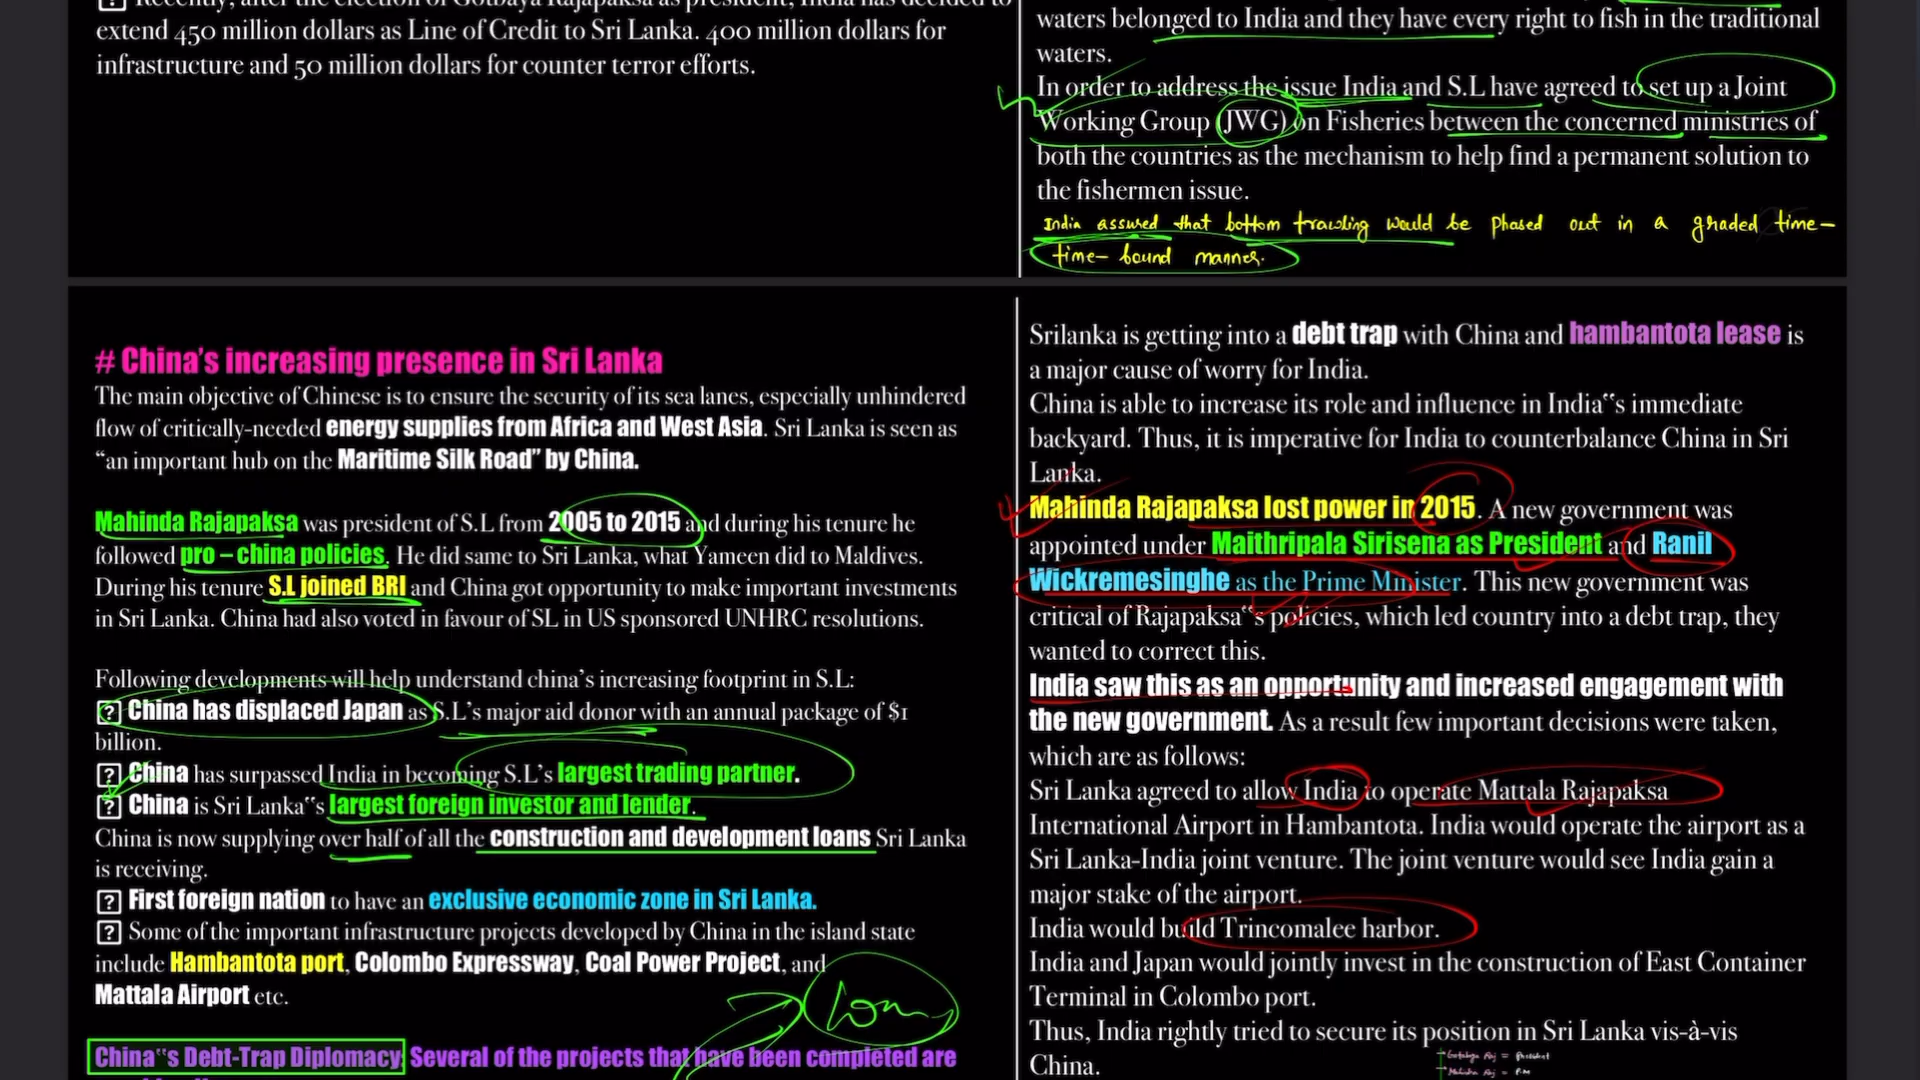 Recently, after the election of Gotbaya Rajapaksa as president, India has decided to
extend 450 million dollars as Line of Credit to Sri Lanka. 400 million dollars for
infrastructure and 50 million dollars for counter terror efforts.
waters belonged to India and they have every right to fish in the traditional
waters.
In order to address the issue India and S.L have agreed to set up a Joint
Working Group (JWG) on Fisheries between the concerned ministries of
both the countries as the mechanism to help find a permanent solution to
the fishermen issue.
India assured that bottom trawling would be phased out in a graded time-
time-bound manner.
# China's increasing presence in Sri Lanka
The main objective of Chinese is to ensure the security of its sea lanes, especially unhindered
flow of critically-needed energy supplies from Africa and West Asia. Sri Lanka is seen as
“an important hub on the Maritime Silk Road” by China.
Mahinda Rajapaksa was president of S.L from 2005 to 2015 and during his tenure he
followed pro – china policies. He did same to Sri Lanka, what Yameen did to Maldives.
During his tenure S.L joined BRI and China got opportunity to make important investments
in Sri Lanka. China had also voted in favour of SL in US sponsored UNHRC resolutions.
Following developments will help understand china's increasing footprint in S.L:
? China has displaced Japan as S.L's major aid donor with an annual package of $1
billion.
? China has surpassed India in becoming S.L's largest trading partner.
? China is Sri Lanka‟s largest foreign investor and lender.
China is now supplying over half of all the construction and development loans Sri Lanka
is receiving.
? First foreign nation to have an exclusive economic zone in Sri Lanka.
? Some of the important infrastructure projects developed by China in the island state
include Hambantota port, Colombo Expressway, Coal Power Project, and
Mattala Airport etc.
Loan
China‟s Debt-Trap Diplomacy: Several of the projects that have been completed are
Srilanka is getting into a debt trap with China and hambantota lease is
a major cause of worry for India.
China is able to increase its role and influence in India‟s immediate
backyard. Thus, it is imperative for India to counterbalance China in Sri
Lanka.
Mahinda Rajapaksa lost power in 2015. A new government was
appointed under Maithripala Sirisena as President and Ranil
Wickremesinghe as the Prime Minister. This new government was
critical of Rajapaksa‟s policies, which led country into a debt trap, they
wanted to correct this.
India saw this as an opportunity and increased engagement with
the new government. As a result few important decisions were taken,
which are as follows:
Sri Lanka agreed to allow India to operate Mattala Rajapaksa
International Airport in Hambantota. India would operate the airport as a
Sri Lanka-India joint venture. The joint venture would see India gain a
major stake of the airport.
India would build Trincomalee harbor.
India and Japan would jointly invest in the construction of East Container
Terminal in Colombo port.
Thus, India rightly tried to secure its position in Sri Lanka vis-à-vis
China.
Gotabya Raj = President
Mahinda Raj = P.M